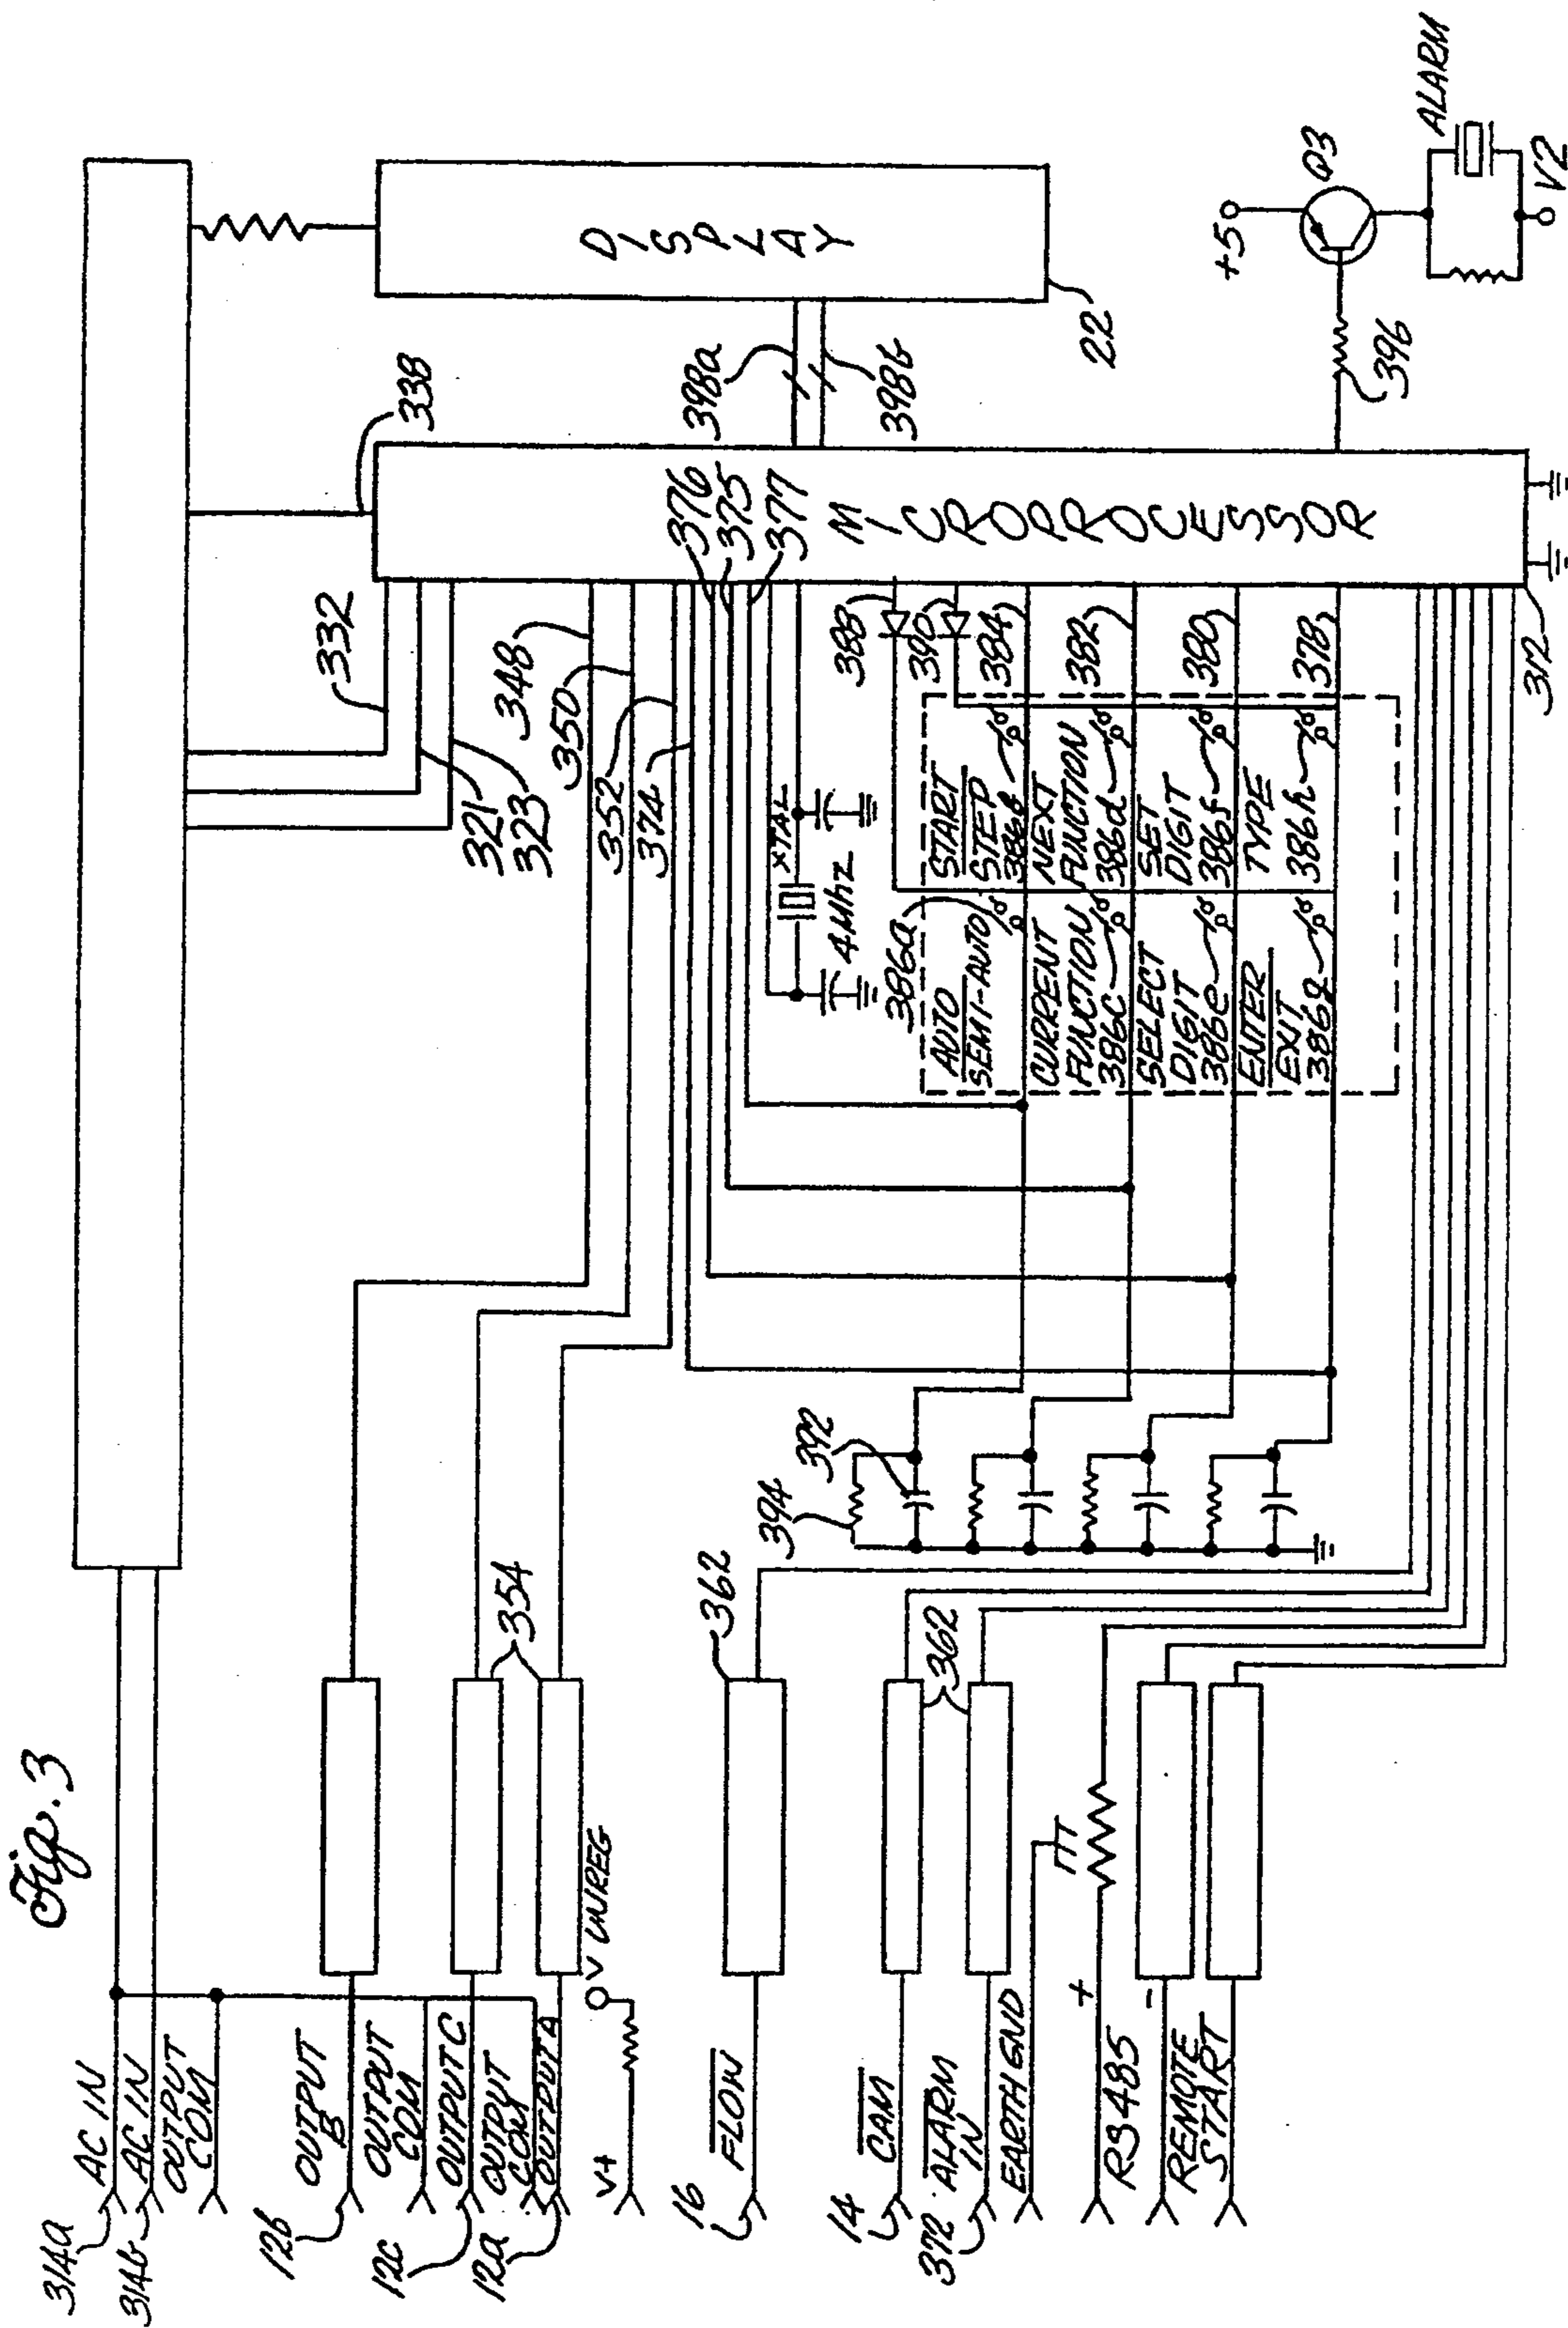 Fig. 3
314a
AC IN
314b
AC IN
OUTPUT
COM
12b
OUTPUT
B
OUTPUT
COM
12c
OUTPUT C
OUTPUT
COM
12a
OUTPUT A
V+
V UNREG
354
16
FLOW
362
14
CAM
362
372
ALARM
IN
EARTH GND
+
RS485
-
REMOTE
START
394
392
332
321
323
338
348
350
352
374
376
375
377
XTAL
4Mhz
386a
AUTO
SEMI-AUTO
START
STEP
386b
CURRENT
FUNCTION
386c
NEXT
FUNCTION
386d
SELECT
DIGIT
386e
SET
DIGIT
386f
ENTER
EXIT
386g
TYPE
386h
388
390
384
382
380
378
MICROPROCESSOR
312
398a
398b
DISPLAY
22
396
+5
Q3
ALARM
V2